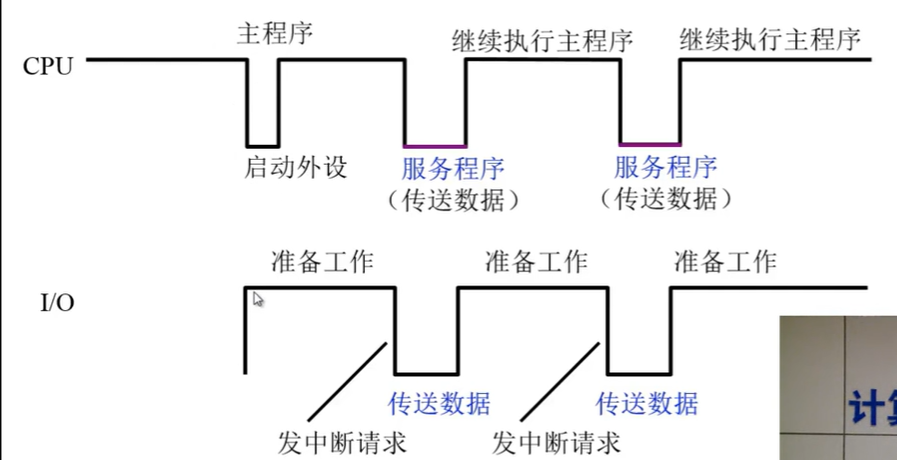 主程序
继续执行主程序
继续执行主程序
CPU
启动外设
服务程序
（传送数据）
服务程序
（传送数据）
准备工作
准备工作
准备工作
I/O
传送数据
传送数据
发中断请求
发中断请求
计